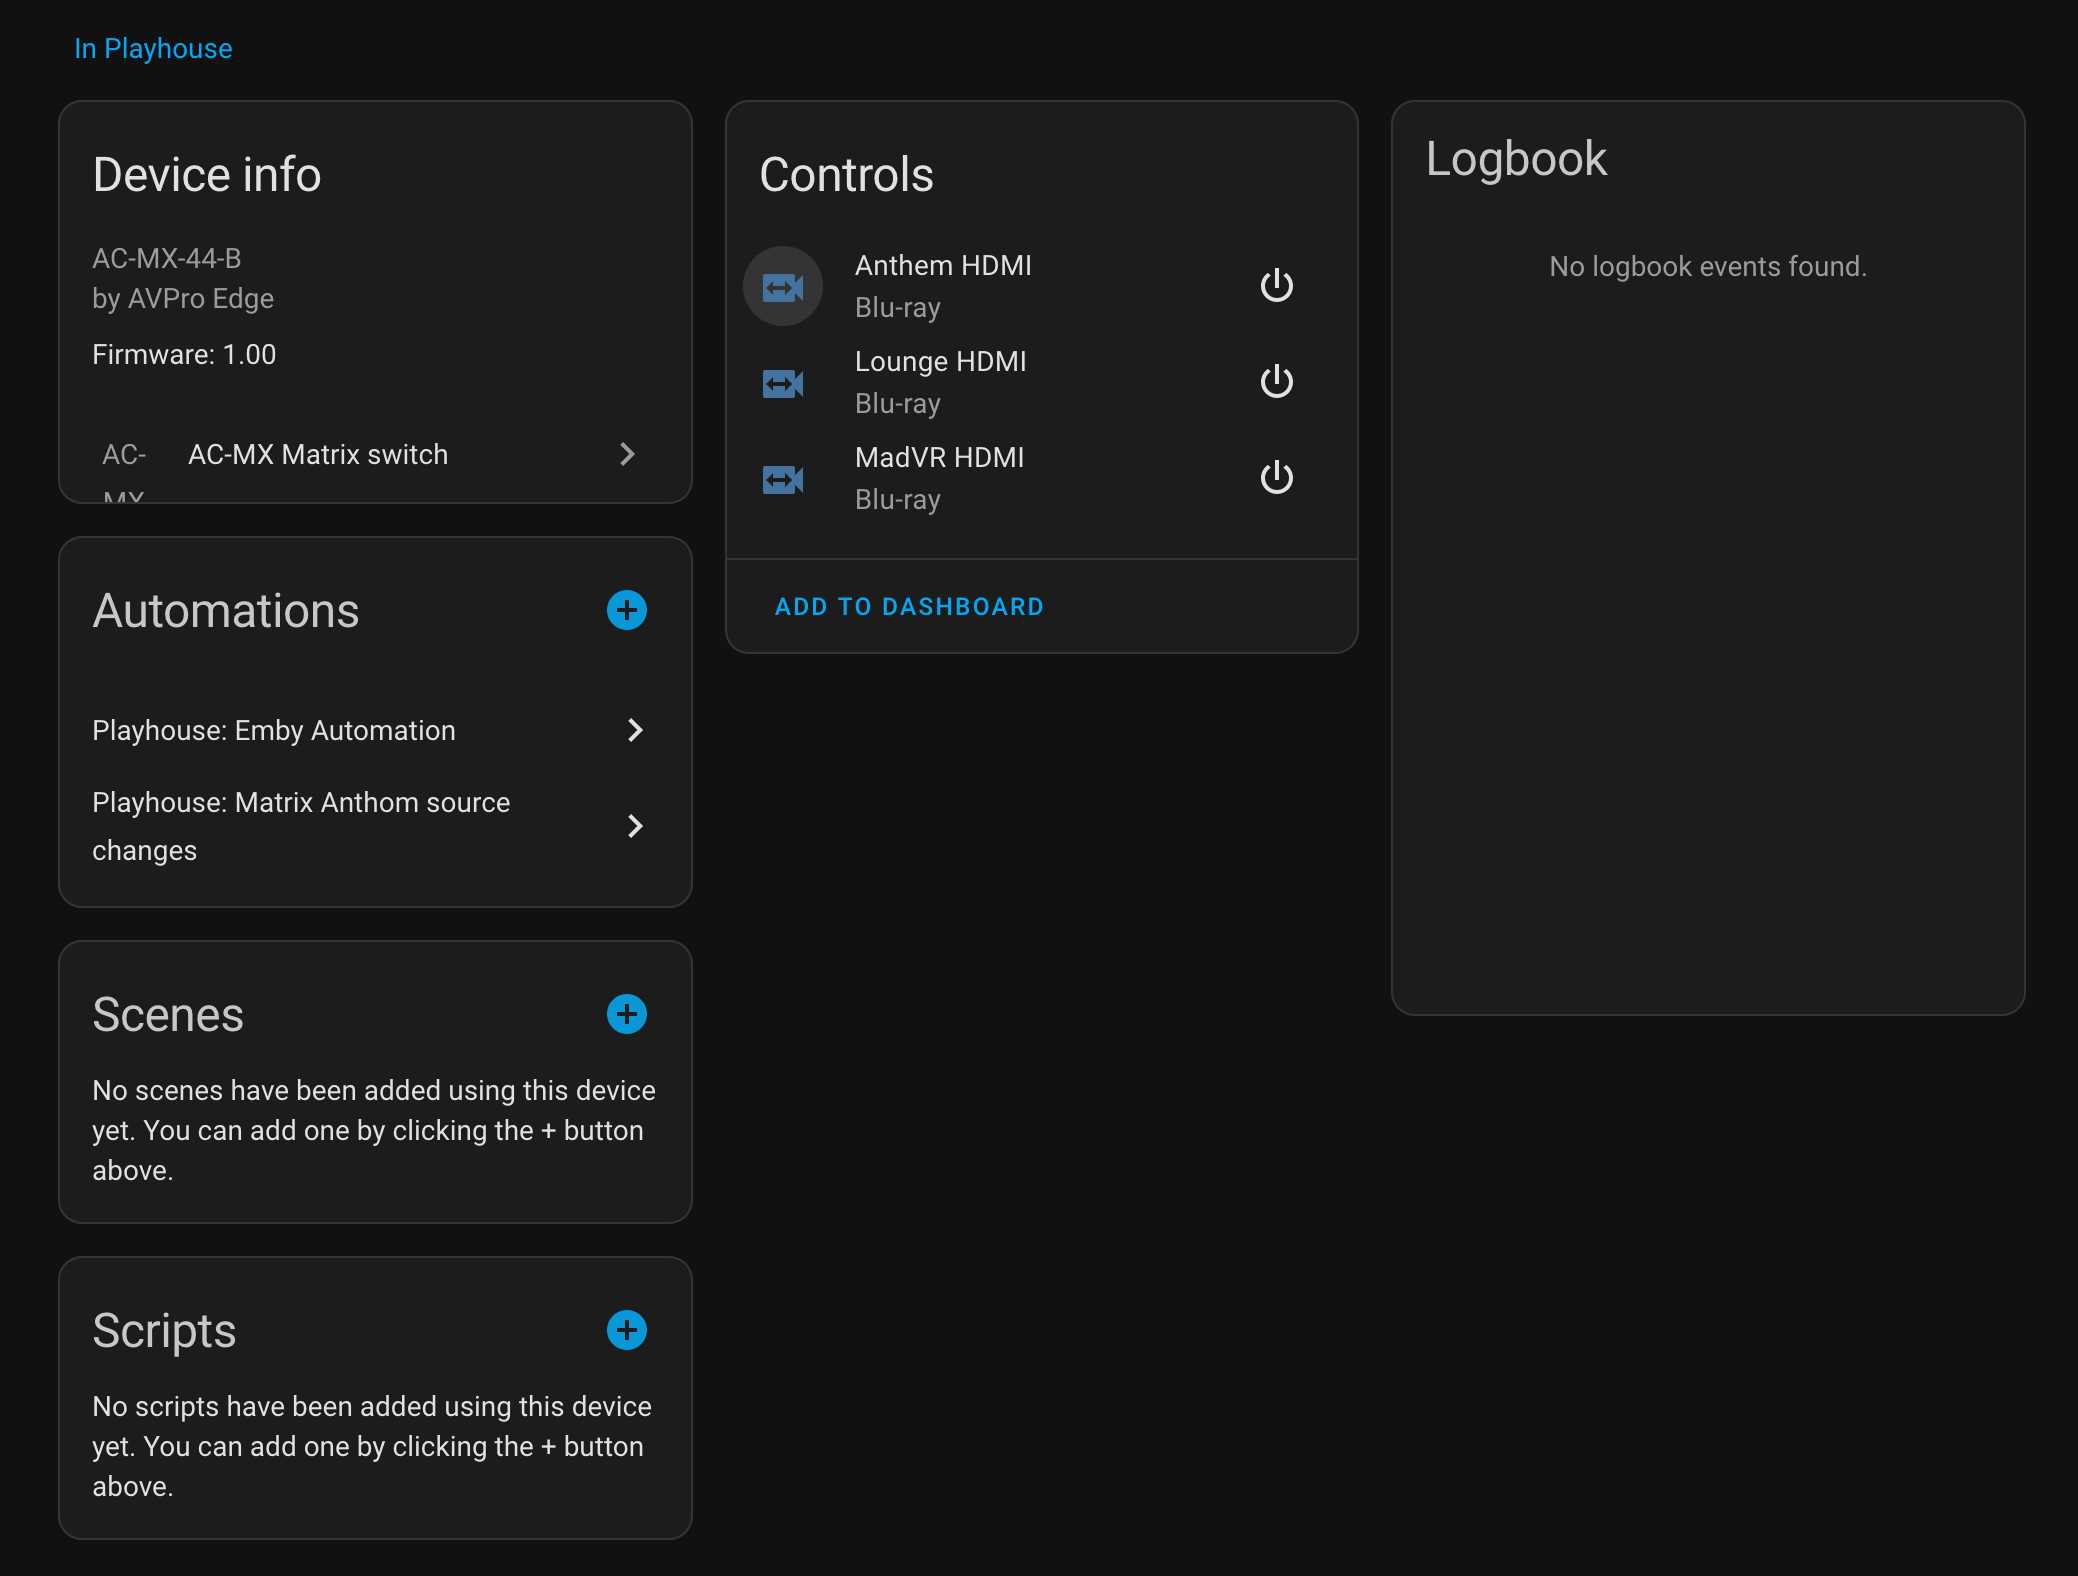 In Playhouse
Device info
AC-MX-44-B
by AVPro Edge
Firmware: 1.00
AC-
MX
AC-MX Matrix switch
Automations
Playhouse: Emby Automation
Playhouse: Matrix Anthom source
changes
Scenes
No scenes have been added using this device
yet. You can add one by clicking the + button
above.
Scripts
No scripts have been added using this device
yet. You can add one by clicking the + button
above.
Controls
Anthem HDMI
Blu-ray
Lounge HDMI
Blu-ray
MadVR HDMI
Blu-ray
ADD TO DASHBOARD
Logbook
No logbook events found.